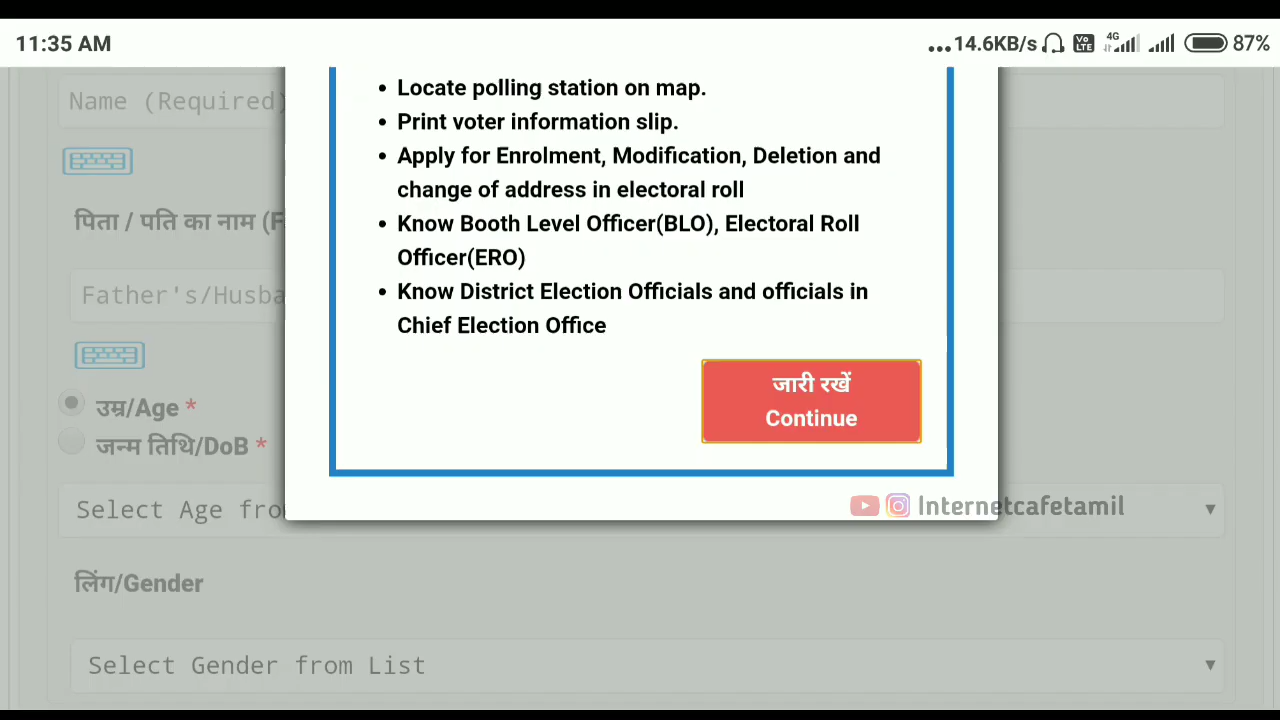 11:35 AM
...14.6KB/s Vo LTE 4G 87%
Locate polling station on map.
Name (Required)
Print voter information slip.
Apply for Enrolment, Modification, Deletion and
change of address in electoral roll
पिता / पति का नाम (F
Know Booth Level Officer(BLO), Electoral Roll
Officer(ERO)
Father's/Husba
Know District Election Officials and officials in
Chief Election Office
जारी रखें
Continue
उम्र/Age *
जन्म तिथि/DoB *
Select Age fro
Internetcafetamil
लिंग/Gender
Select Gender from List